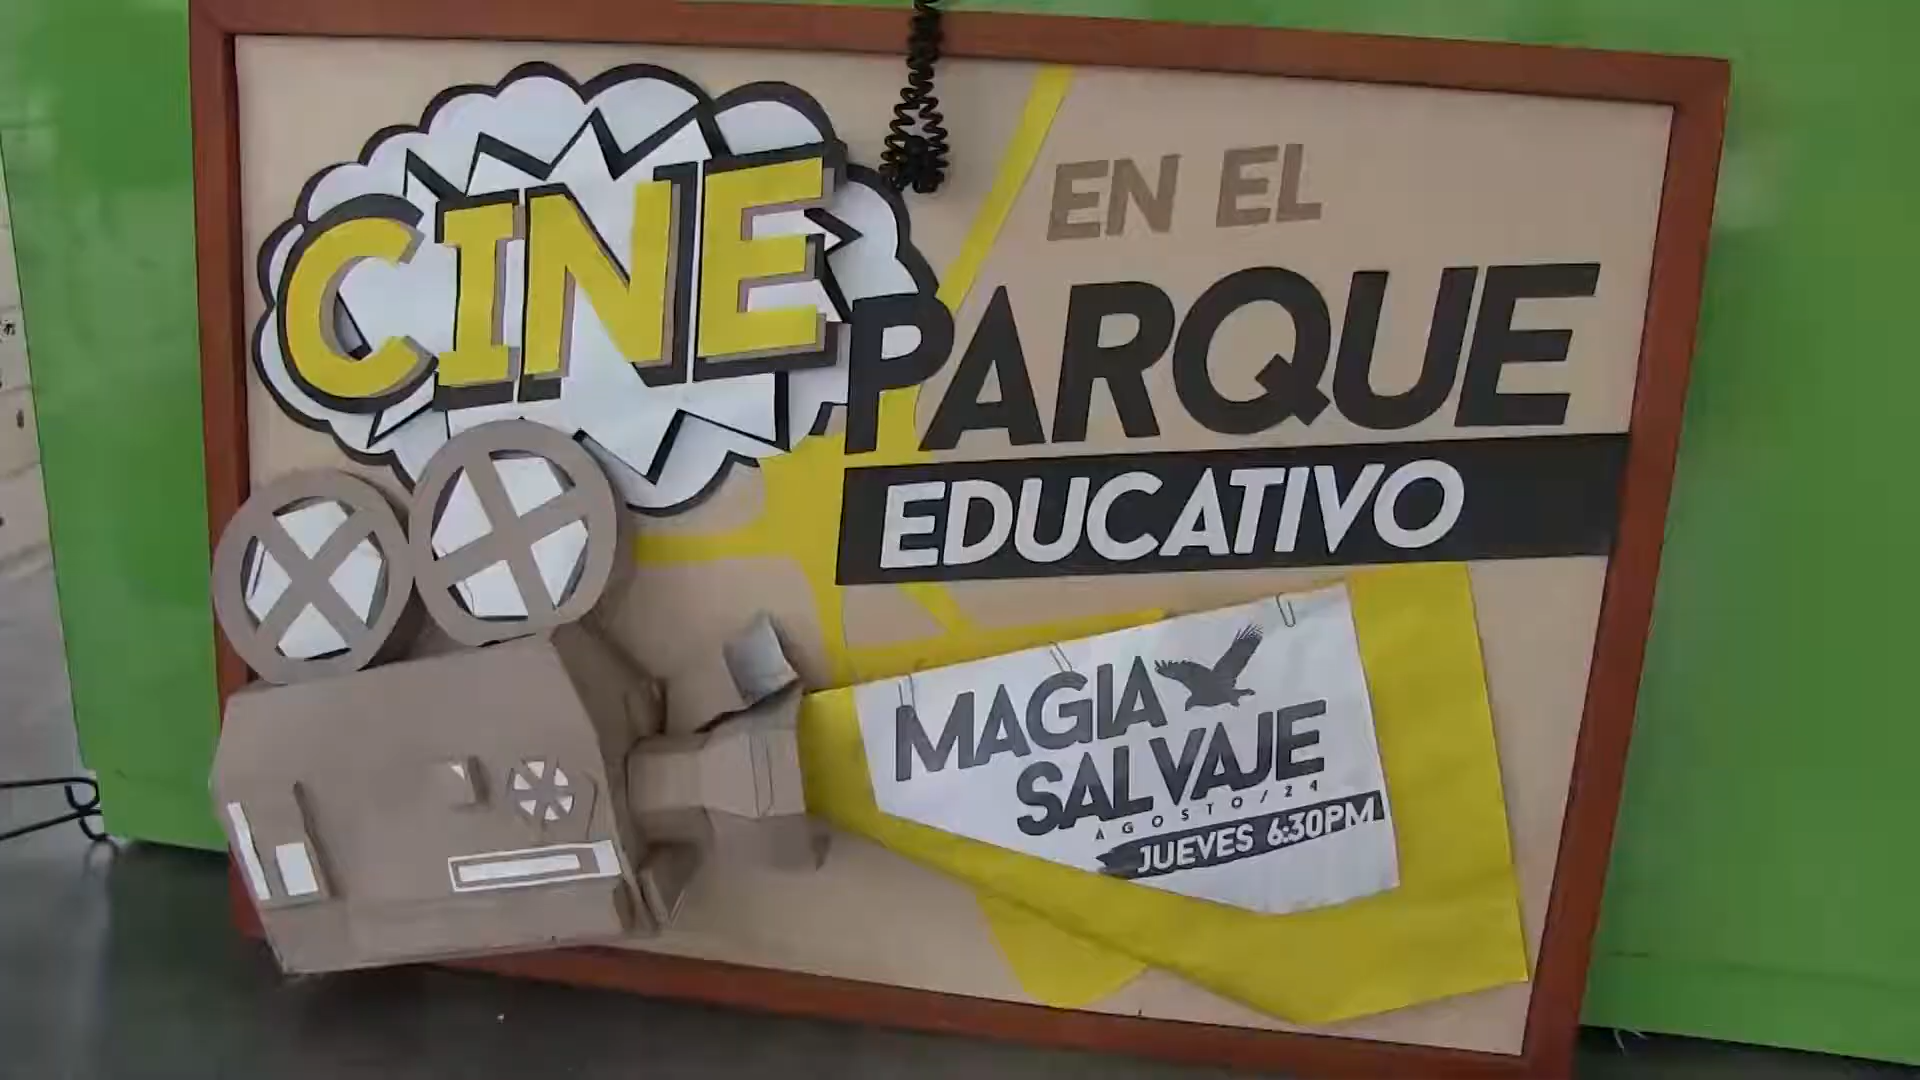 CINE
EN EL
PARQUE
EDUCATIVO
MAGIA
SALVAJE
AGOSTO/24
JUEVES 6:30PM